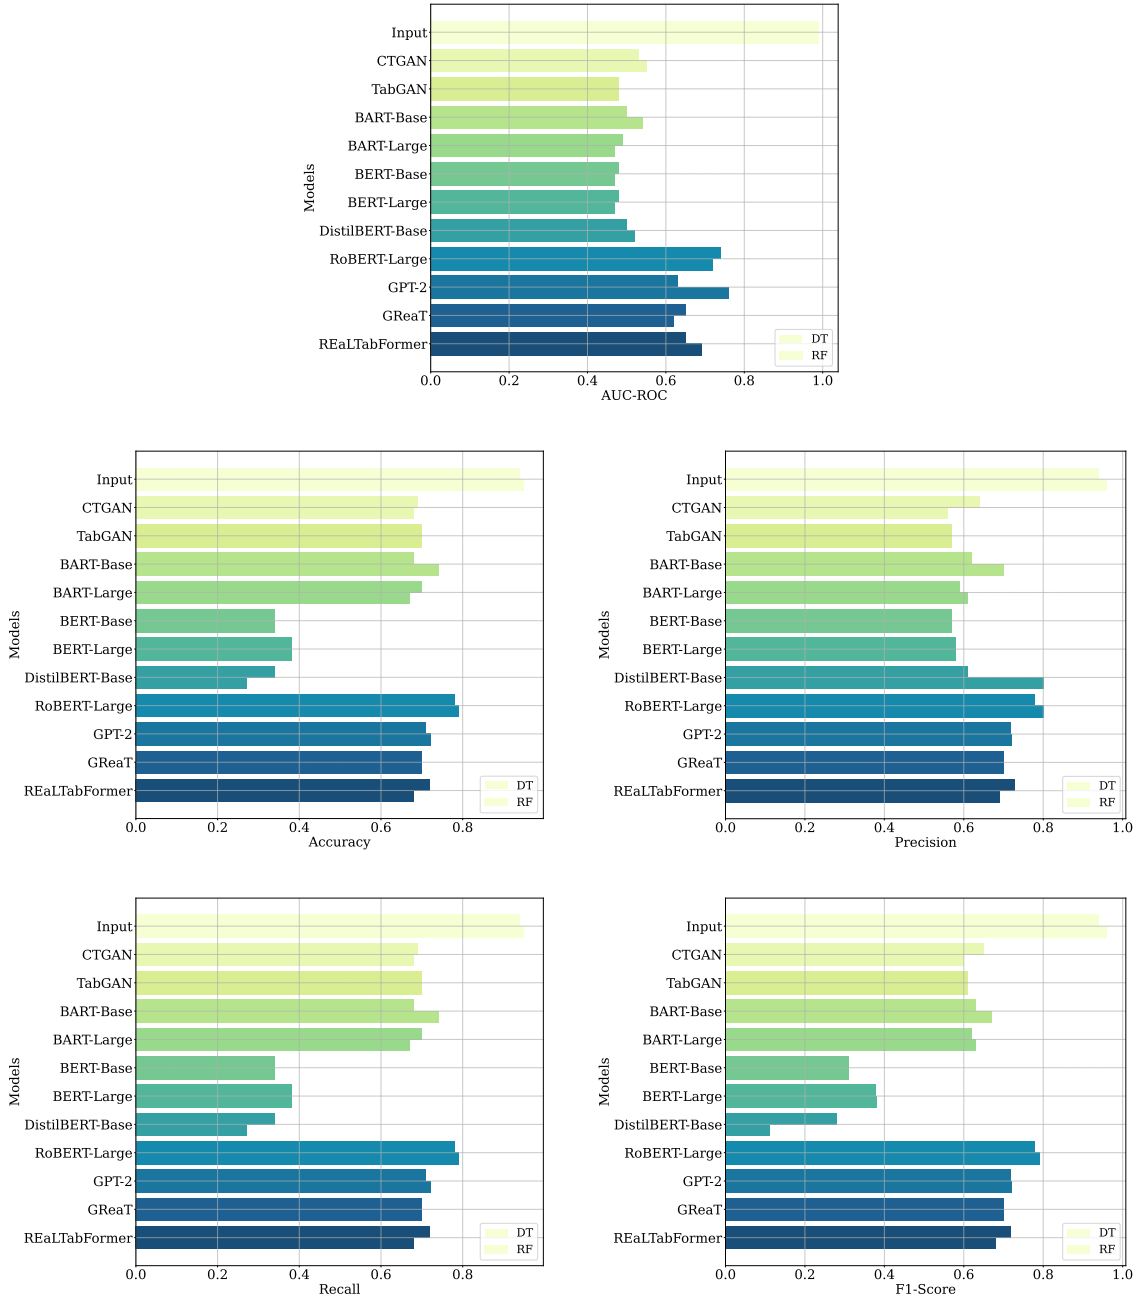 Models
Input
CTGAN
TabGAN
BART-Base
BART-Large
BERT-Base
BERT-Large
DistilBERT-Base
RoBERT-Large
GPT-2
GReaT
REaLTabFormer
DT
RF
0.0 0.2 0.4 0.6 0.8 1.0
AUC-ROC
Models
Input
CTGAN
TabGAN
BART-Base
BART-Large
BERT-Base
BERT-Large
DistilBERT-Base
RoBERT-Large
GPT-2
GReaT
REaLTabFormer
DT
RF
0.0 0.2 0.4 0.6 0.8
Accuracy
Models
Input
CTGAN
TabGAN
BART-Base
BART-Large
BERT-Base
BERT-Large
DistilBERT-Base
RoBERT-Large
GPT-2
GReaT
REaLTabFormer
DT
RF
0.0 0.2 0.4 0.6 0.8 1.0
Precision
Models
Input
CTGAN
TabGAN
BART-Base
BART-Large
BERT-Base
BERT-Large
DistilBERT-Base
RoBERT-Large
GPT-2
GReaT
REaLTabFormer
DT
RF
0.0 0.2 0.4 0.6 0.8
Recall
Models
Input
CTGAN
TabGAN
BART-Base
BART-Large
BERT-Base
BERT-Large
DistilBERT-Base
RoBERT-Large
GPT-2
GReaT
REaLTabFormer
DT
RF
0.0 0.2 0.4 0.6 0.8 1.0
F1-Score